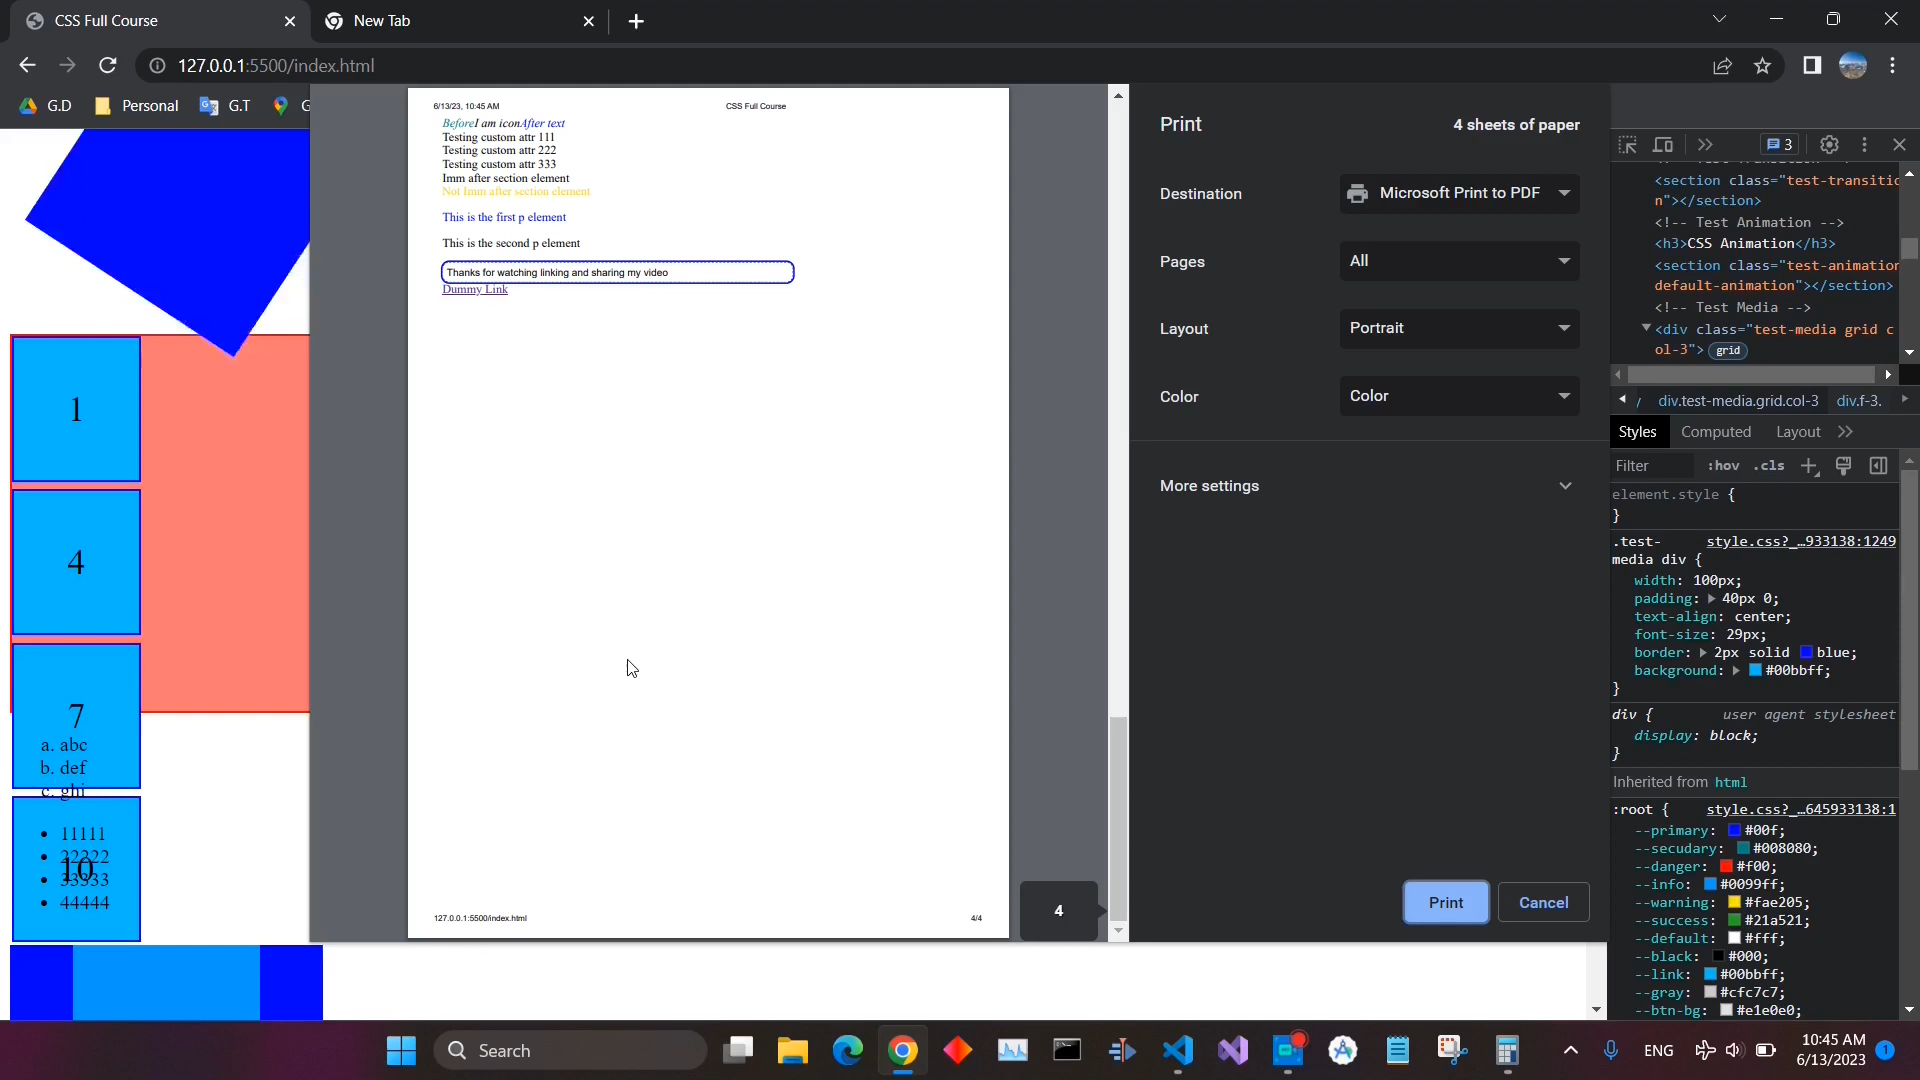 CSS Full Course
New Tab
127.0.0.1:5500/index.html
G.D
Personal
G.T
G
1
4
7
a. abc
b. def
c. ghi
11111
22222
10
33333
44444
6/13/23, 10:45 AM
CSS Full Course
BeforeI am iconAfter text
Testing custom attr 111
Testing custom attr 222
Testing custom attr 333
Imm after section element
Not Imm after section element
This is the first p element
This is the second p element
Thanks for watching linking and sharing my video
Dummy Link
127.0.0.1:5500/index.html
4/4
4
Print
4 sheets of paper
Destination
Microsoft Print to PDF
Pages
All
Layout
Portrait
Color
Color
More settings
Print
Cancel
3
<section class="test-transitio
n"></section>
<!-- Test Animation -->
<h3>CSS Animation</h3>
<section class="test-animation
default-animation"></section>
<!-- Test Media -->
<div class="test-media grid c
ol-3">
grid
div.test-media.grid.col-3
div.f-3.
Styles
Computed
Layout
Filter
:hov
.cls
element.style {
}
.test-
style.css?_…933138:1249
media div {
width: 100px;
padding: 40px 0;
text-align: center;
font-size: 29px;
border: 2px solid blue;
background: #00bbff;
}
div {
user agent stylesheet
display: block;
}
Inherited from html
:root {
style.css?_…645933138:1
--primary: #00f;
--secudary: #008080;
--danger: #f00;
--info: #0099ff;
--warning: #fae205;
--success: #21a521;
--default: #fff;
--black: #000;
--link: #00bbff;
--gray: #cfc7c7;
--btn-bg: #e1e0e0;
Search
ENG
10:45 AM
6/13/2023
1